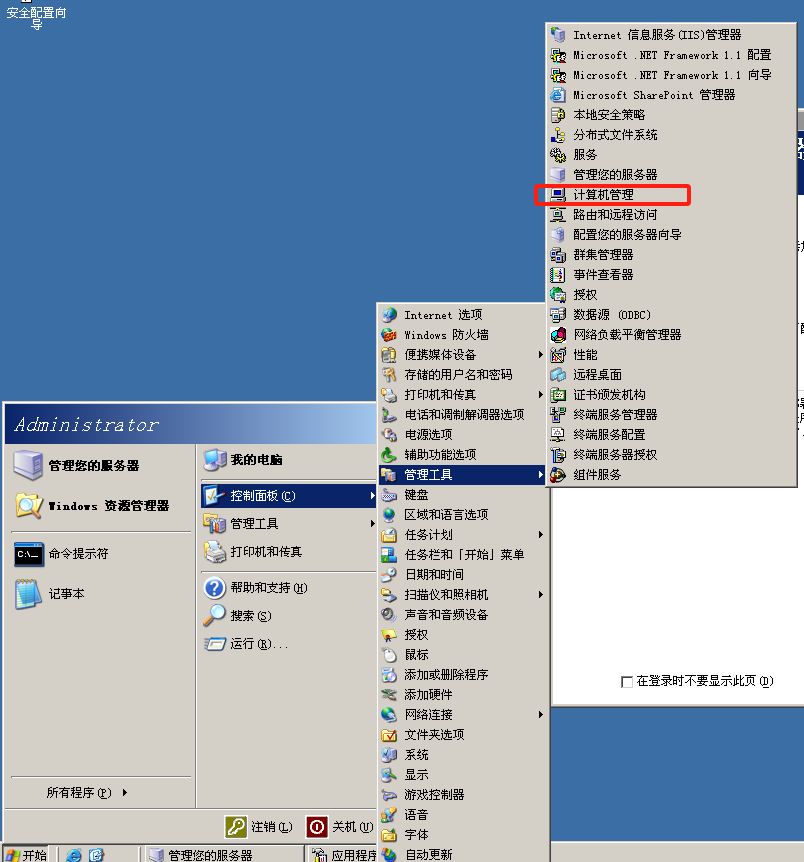 安全配置向
导
Internet 信息服务(IIS)管理器
Microsoft .NET Framework 1.1 配置
Microsoft .NET Framework 1.1 向导
Microsoft SharePoint 管理器
本地安全策略
分布式文件系统
服务
管理您的服务器
计算机管理
路由和远程访问
配置您的服务器向导
群集管理器
事件查看器
授权
数据源 (ODBC)
网络负载平衡管理器
性能
远程桌面
证书颁发机构
终端服务管理器
终端服务配置
终端服务器授权
组件服务
Internet 选项
Windows 防火墙
便携媒体设备
存储的用户名和密码
打印机和传真
电话和调制解调器选项
电源选项
辅助功能选项
管理工具
键盘
区域和语言选项
任务计划
任务栏和「开始」菜单
日期和时间
扫描仪和照相机
声音和音频设备
授权
鼠标
添加或删除程序
添加硬件
网络连接
文件夹选项
系统
显示
游戏控制器
语音
字体
自动更新
Administrator
管理您的服务器
Windows 资源管理器
命令提示符
记事本
所有程序(P)
我的电脑
控制面板(C)
管理工具
打印机和传真
帮助和支持(H)
搜索(S)
运行(R)...
注销(L)
关机(U)
在登录时不要显示此页(D)
开始
管理您的服务器
应用程序